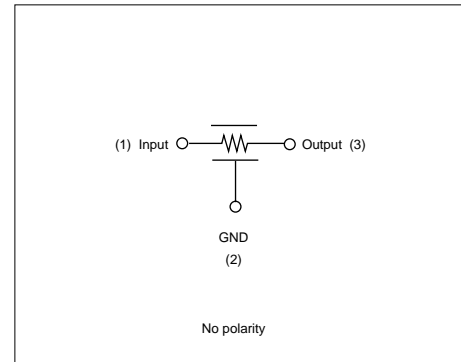 (1) Input Output (3)
GND
(2)
No polarity